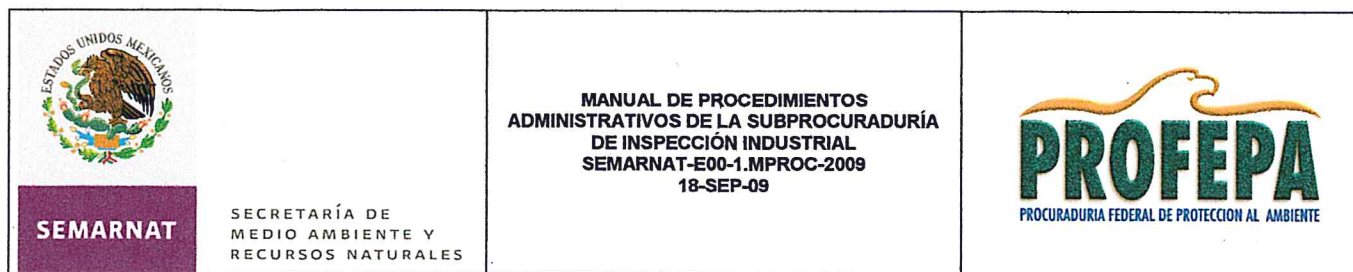 ESTADOS UNIDOS MEXICANOS
SEMARNAT
SECRETARÍA DE
MEDIO AMBIENTE Y
RECURSOS NATURALES
MANUAL DE PROCEDIMIENTOS
ADMINISTRATIVOS DE LA SUBPROCURADURÍA
DE INSPECCIÓN INDUSTRIAL
SEMARNAT-E00-1.MPROC-2009
18-SEP-09
PROFEPA
PROCURADURIA FEDERAL DE PROTECCION AL AMBIENTE